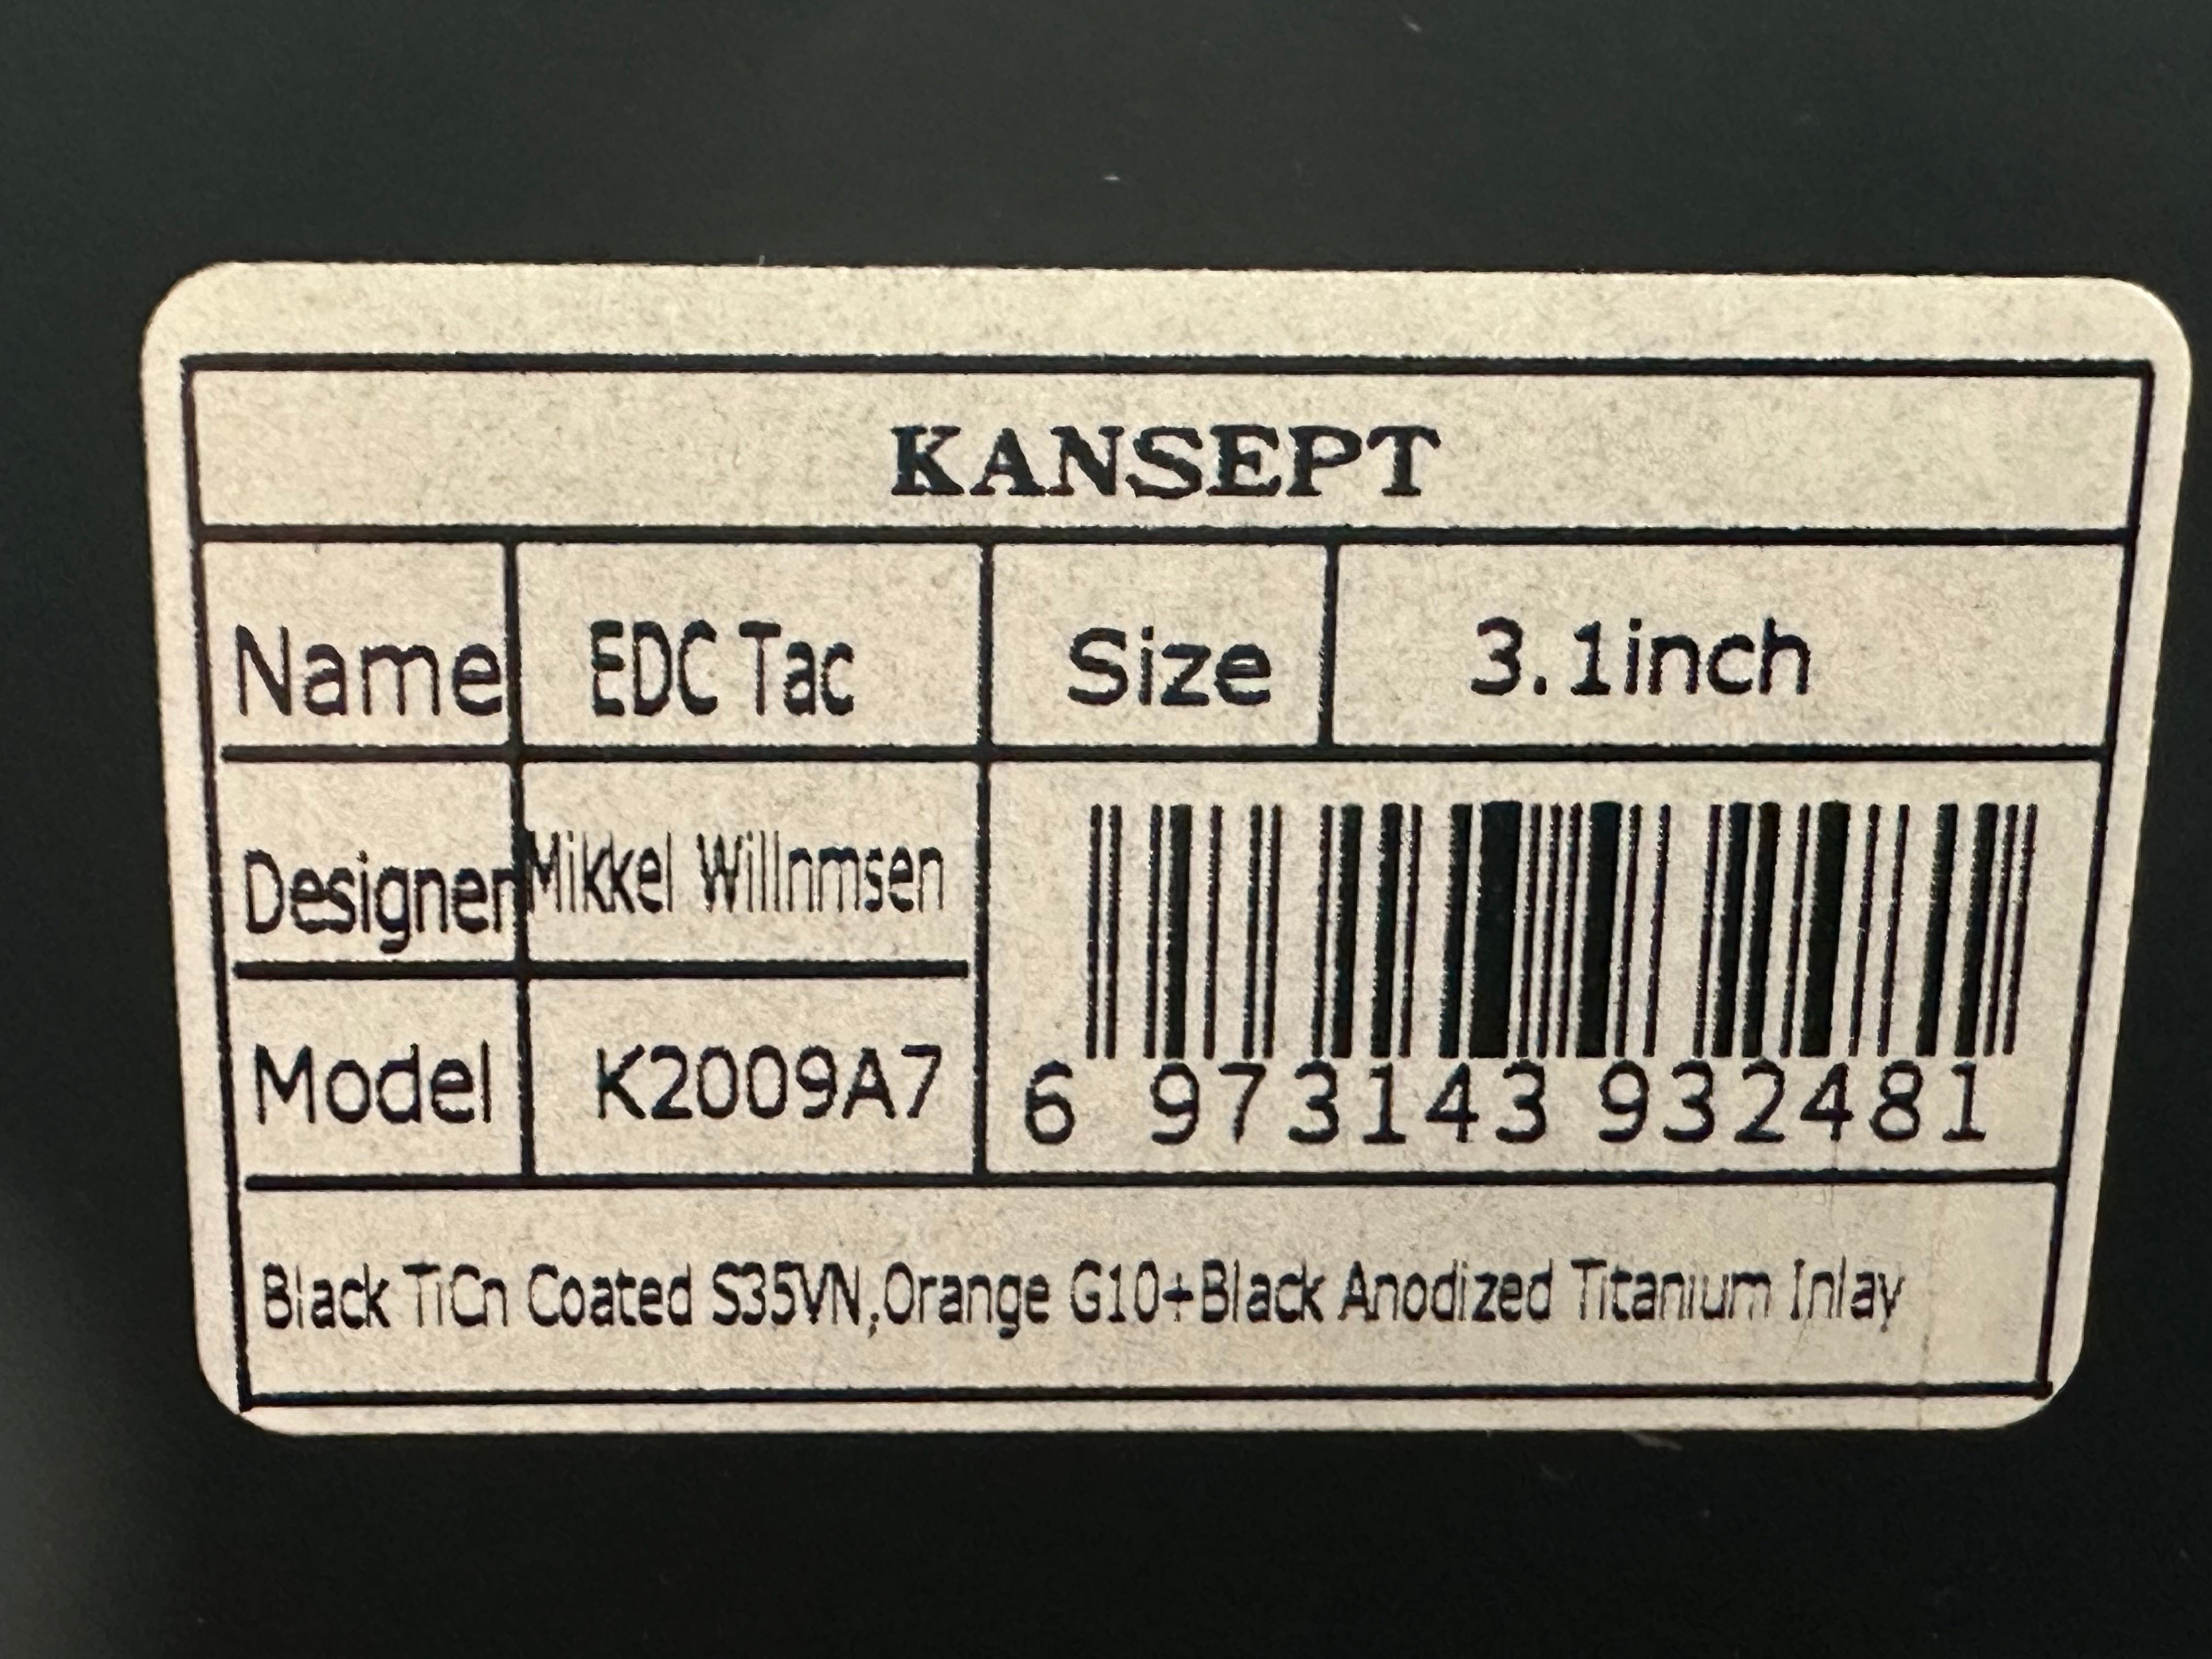 KANSEPT
Name EDC Tac Size 3.1inch
Designer Mikkel Willnmsen
Model K2009A7
6 973143 932481
Black TiCn Coated S35VN,Orange G10+Black Anodized Titanium Inlay